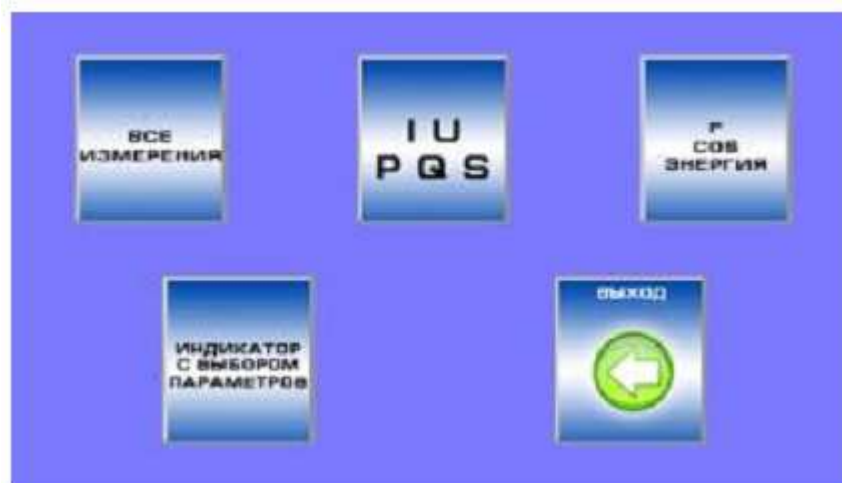 ВСЕ
ИЗМЕРЕНИЯ
I U
P Q S
F
COS
ЭНЕРГИЯ
ИНДИКАТОР
С ВЫБОРОМ
ПАРАМЕТРОВ
ВЫХОД